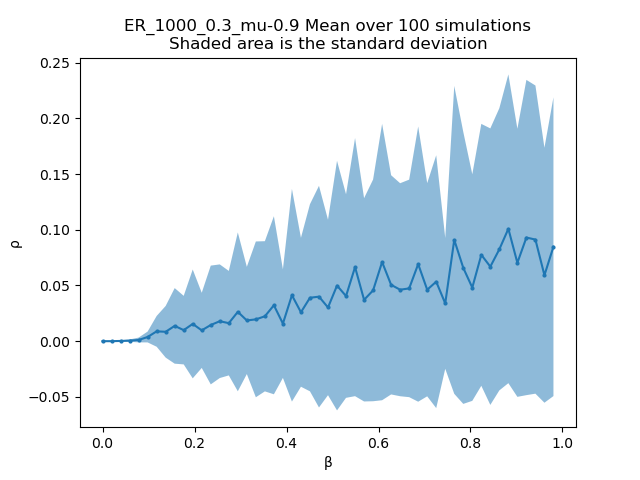 ER_1000_0.3_mu-0.9 Mean over 100 simulations
Shaded area is the standard deviation
0.25
0.20
0.15
0.10
0.05
0.00
−0.05
ρ
0.0 0.2 0.4 0.6 0.8 1.0
β